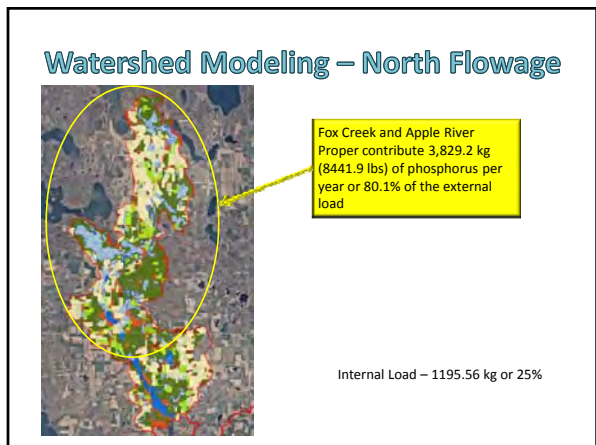 Watershed Modeling – North Flowage
Fox Creek and Apple River
Proper contribute 3,829.2 kg
(8441.9 lbs) of phosphorus per
year or 80.1% of the external
load
Internal Load – 1195.56 kg or 25%